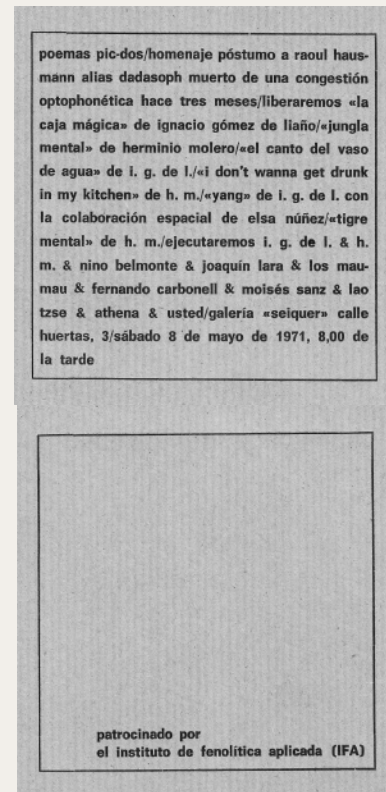 poemas pic-dos/homenaje póstumo a raoul haus-
mann alias dadasoph muerto de una congestión
optophonética hace tres meses/liberaremos «la
caja mágica» de ignacio gómez de liaño/«jungla
mental» de herminio molero/«el canto del vaso
de agua» de i. g. de l./«i don't wanna get drunk
in my kitchen» de h. m./«yang» de i. g. de l. con
la colaboración espacial de elsa núñez/«tigre
mental» de h. m./ejecutaremos i. g. de l. & h.
m. & nino belmonte & joaquín lara & los mau-
mau & fernando carbonell & moisés sanz & lao
tzse & athena & usted/galería «seiquer» calle
huertas, 3/sábado 8 de mayo de 1971, 8,00 de
la tarde
patrocinado por
el instituto de fenolítica aplicada (IFA)